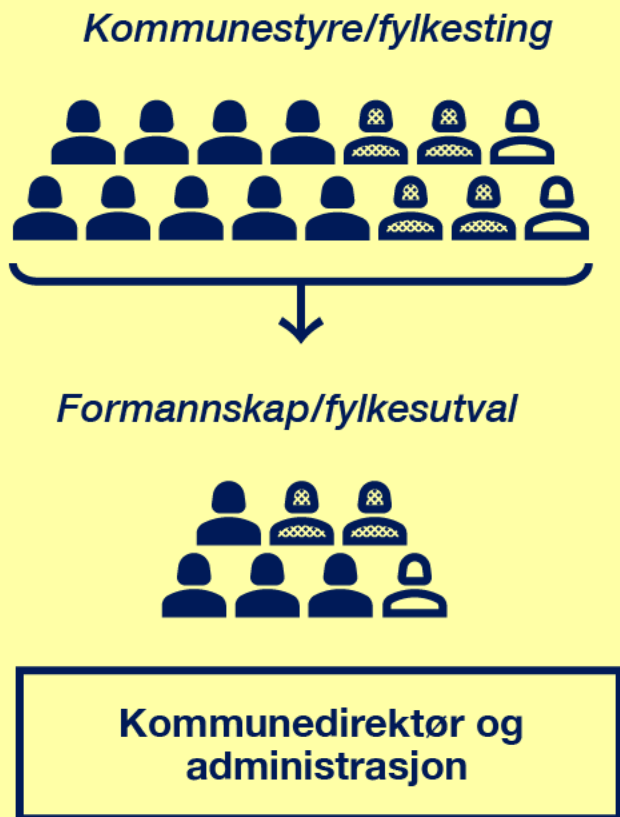 Kommunestyre/fylkesting
Formannskap/fylkesutval
Kommunedirektør og
administrasjon